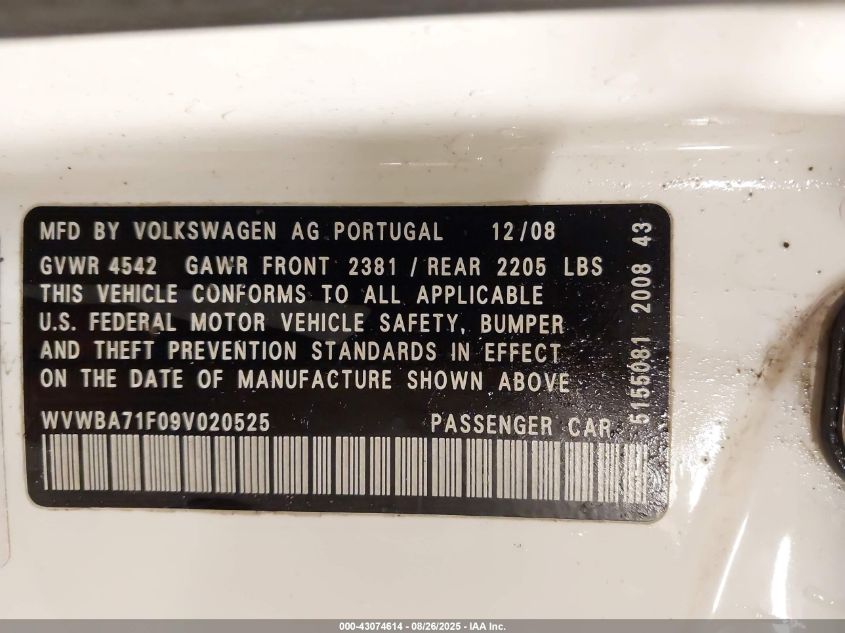 MFD BY VOLKSWAGEN AG PORTUGAL 12/08
GVWR 4542 GAWR FRONT 2381 / REAR 2205 LBS
THIS VEHICLE CONFORMS TO ALL APPLICABLE
U.S. FEDERAL MOTOR VEHICLE SAFETY, BUMPER
AND THEFT PREVENTION STANDARDS IN EFFECT
ON THE DATE OF MANUFACTURE SHOWN ABOVE
WVWBA71F09V020525 PASSENGER CAR
5155081 2008 43
000-43074614 - 08/26/2025 - IAA Inc.